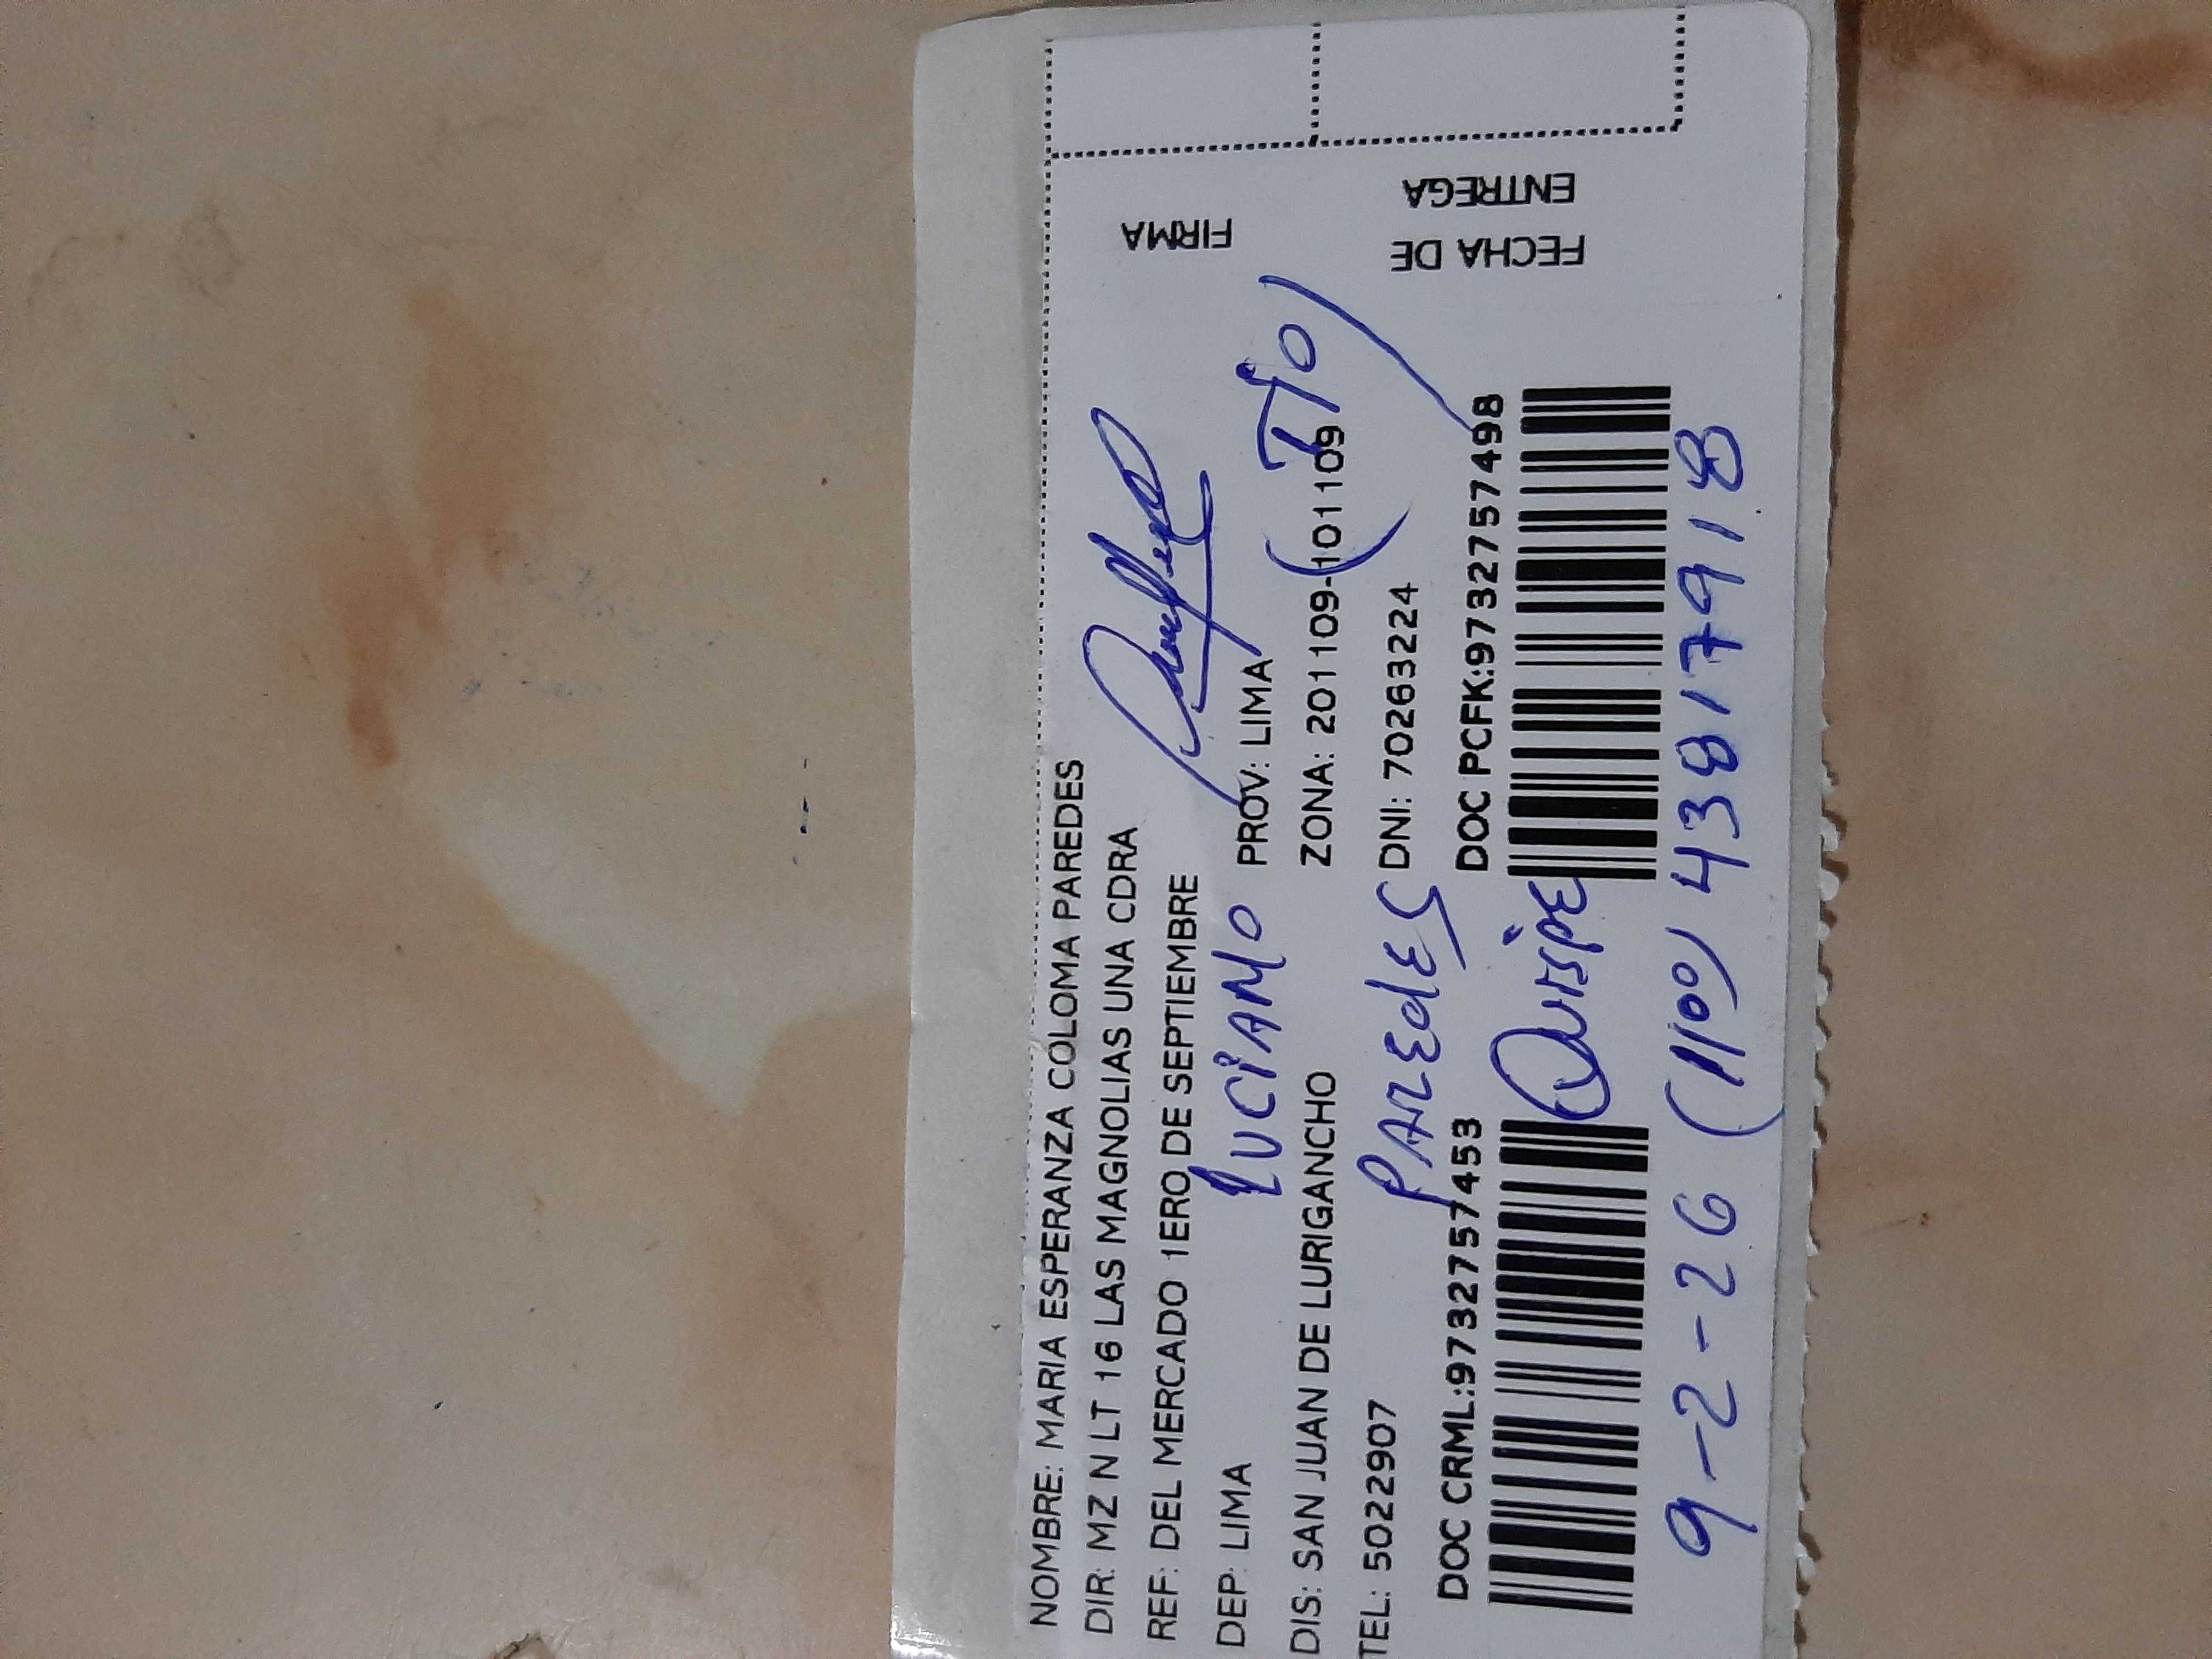 NOMBRE: MARIA ESPERANZA COLOMA PAREDES
DIR: MZ N LT 16 LAS MAGNOLIAS UNA CDRA
REF: DEL MERCADO 1ERO DE SEPTIEMBRE
DEP: LIMA PROV: LIMA
LUCIANO (TIO)
DIS: SAN JUAN DE LURIGANCHO ZONA: 201109-101109
TEL: 5022907 DNI: 70263224
PAREdES
DOC CRML:9732757453 DOC PCFK:9732757498
Quispe
9-2-26 (1100) 43817918
FIRMA
FECHA DE
ENTREGA